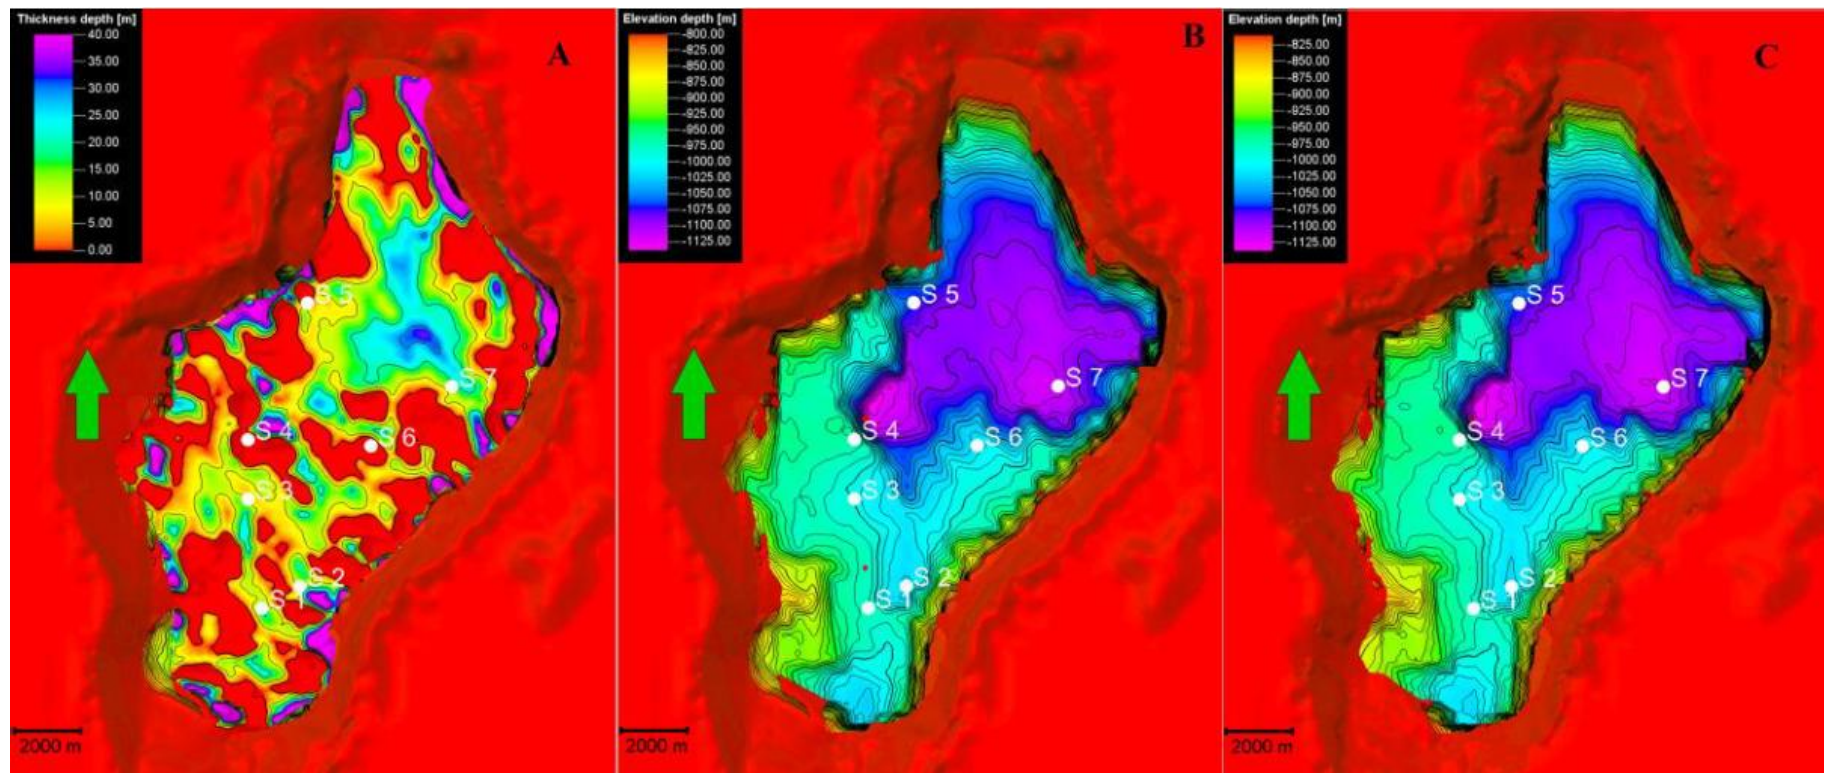 Thickness depth [m]
40.00
35.00
30.00
25.00
20.00
15.00
10.00
5.00
0.00
A
S 5
S 7
S 4
S 6
S 3
S 2
S 1
2000 m
Elevation depth [m]
-800.00
-825.00
-850.00
-875.00
-900.00
-925.00
-950.00
-975.00
-1000.00
-1025.00
-1050.00
-1075.00
-1100.00
-1125.00
B
S 5
S 7
S 4
S 6
S 3
S 2
S 1
2000 m
Elevation depth [m]
-825.00
-850.00
-875.00
-900.00
-925.00
-950.00
-975.00
-1000.00
-1025.00
-1050.00
-1075.00
-1100.00
-1125.00
C
S 5
S 7
S 4
S 6
S 3
S 2
S 1
2000 m